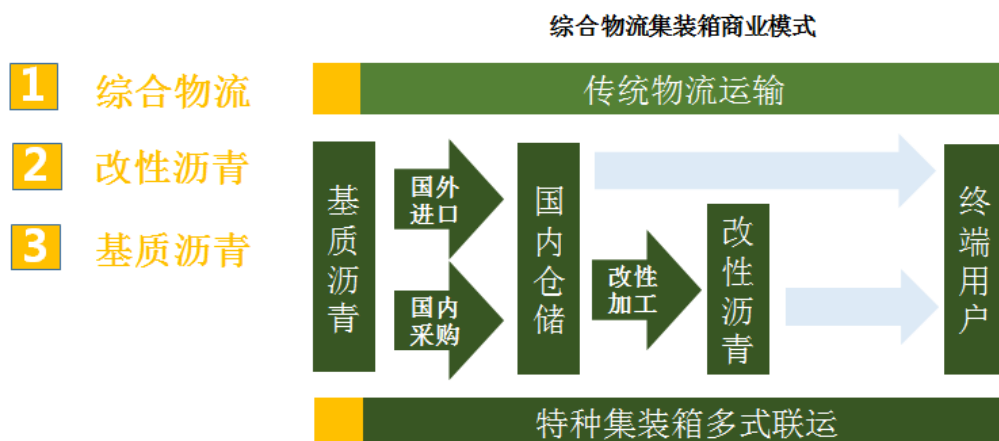 综合物流集装箱商业模式
1 综合物流
2 改性沥青
3 基质沥青
传统物流运输
基质沥青
国外
进口
国内
采购
国内仓储
改性
加工
改性沥青
终端用户
特种集装箱多式联运